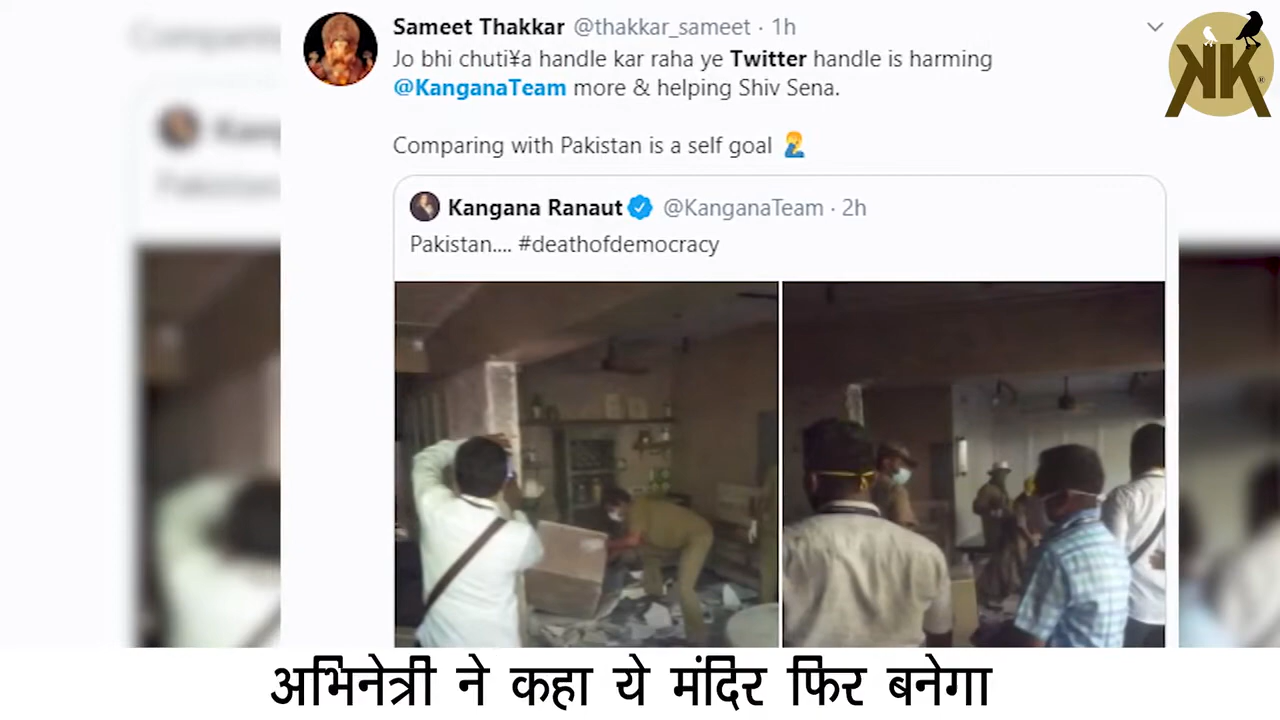 Sameet Thakkar @thakkar_sameet · 1h
Jo bhi chuti¥a handle kar raha ye Twitter handle is harming
@KanganaTeam more & helping Shiv Sena.
Comparing with Pakistan is a self goal 🤦‍♂️
Kangana Ranaut @KanganaTeam · 2h
Pakistan.... #deathofdemocracy
KK®
अभिनेत्री ने कहा ये मंदिर फिर बनेगा